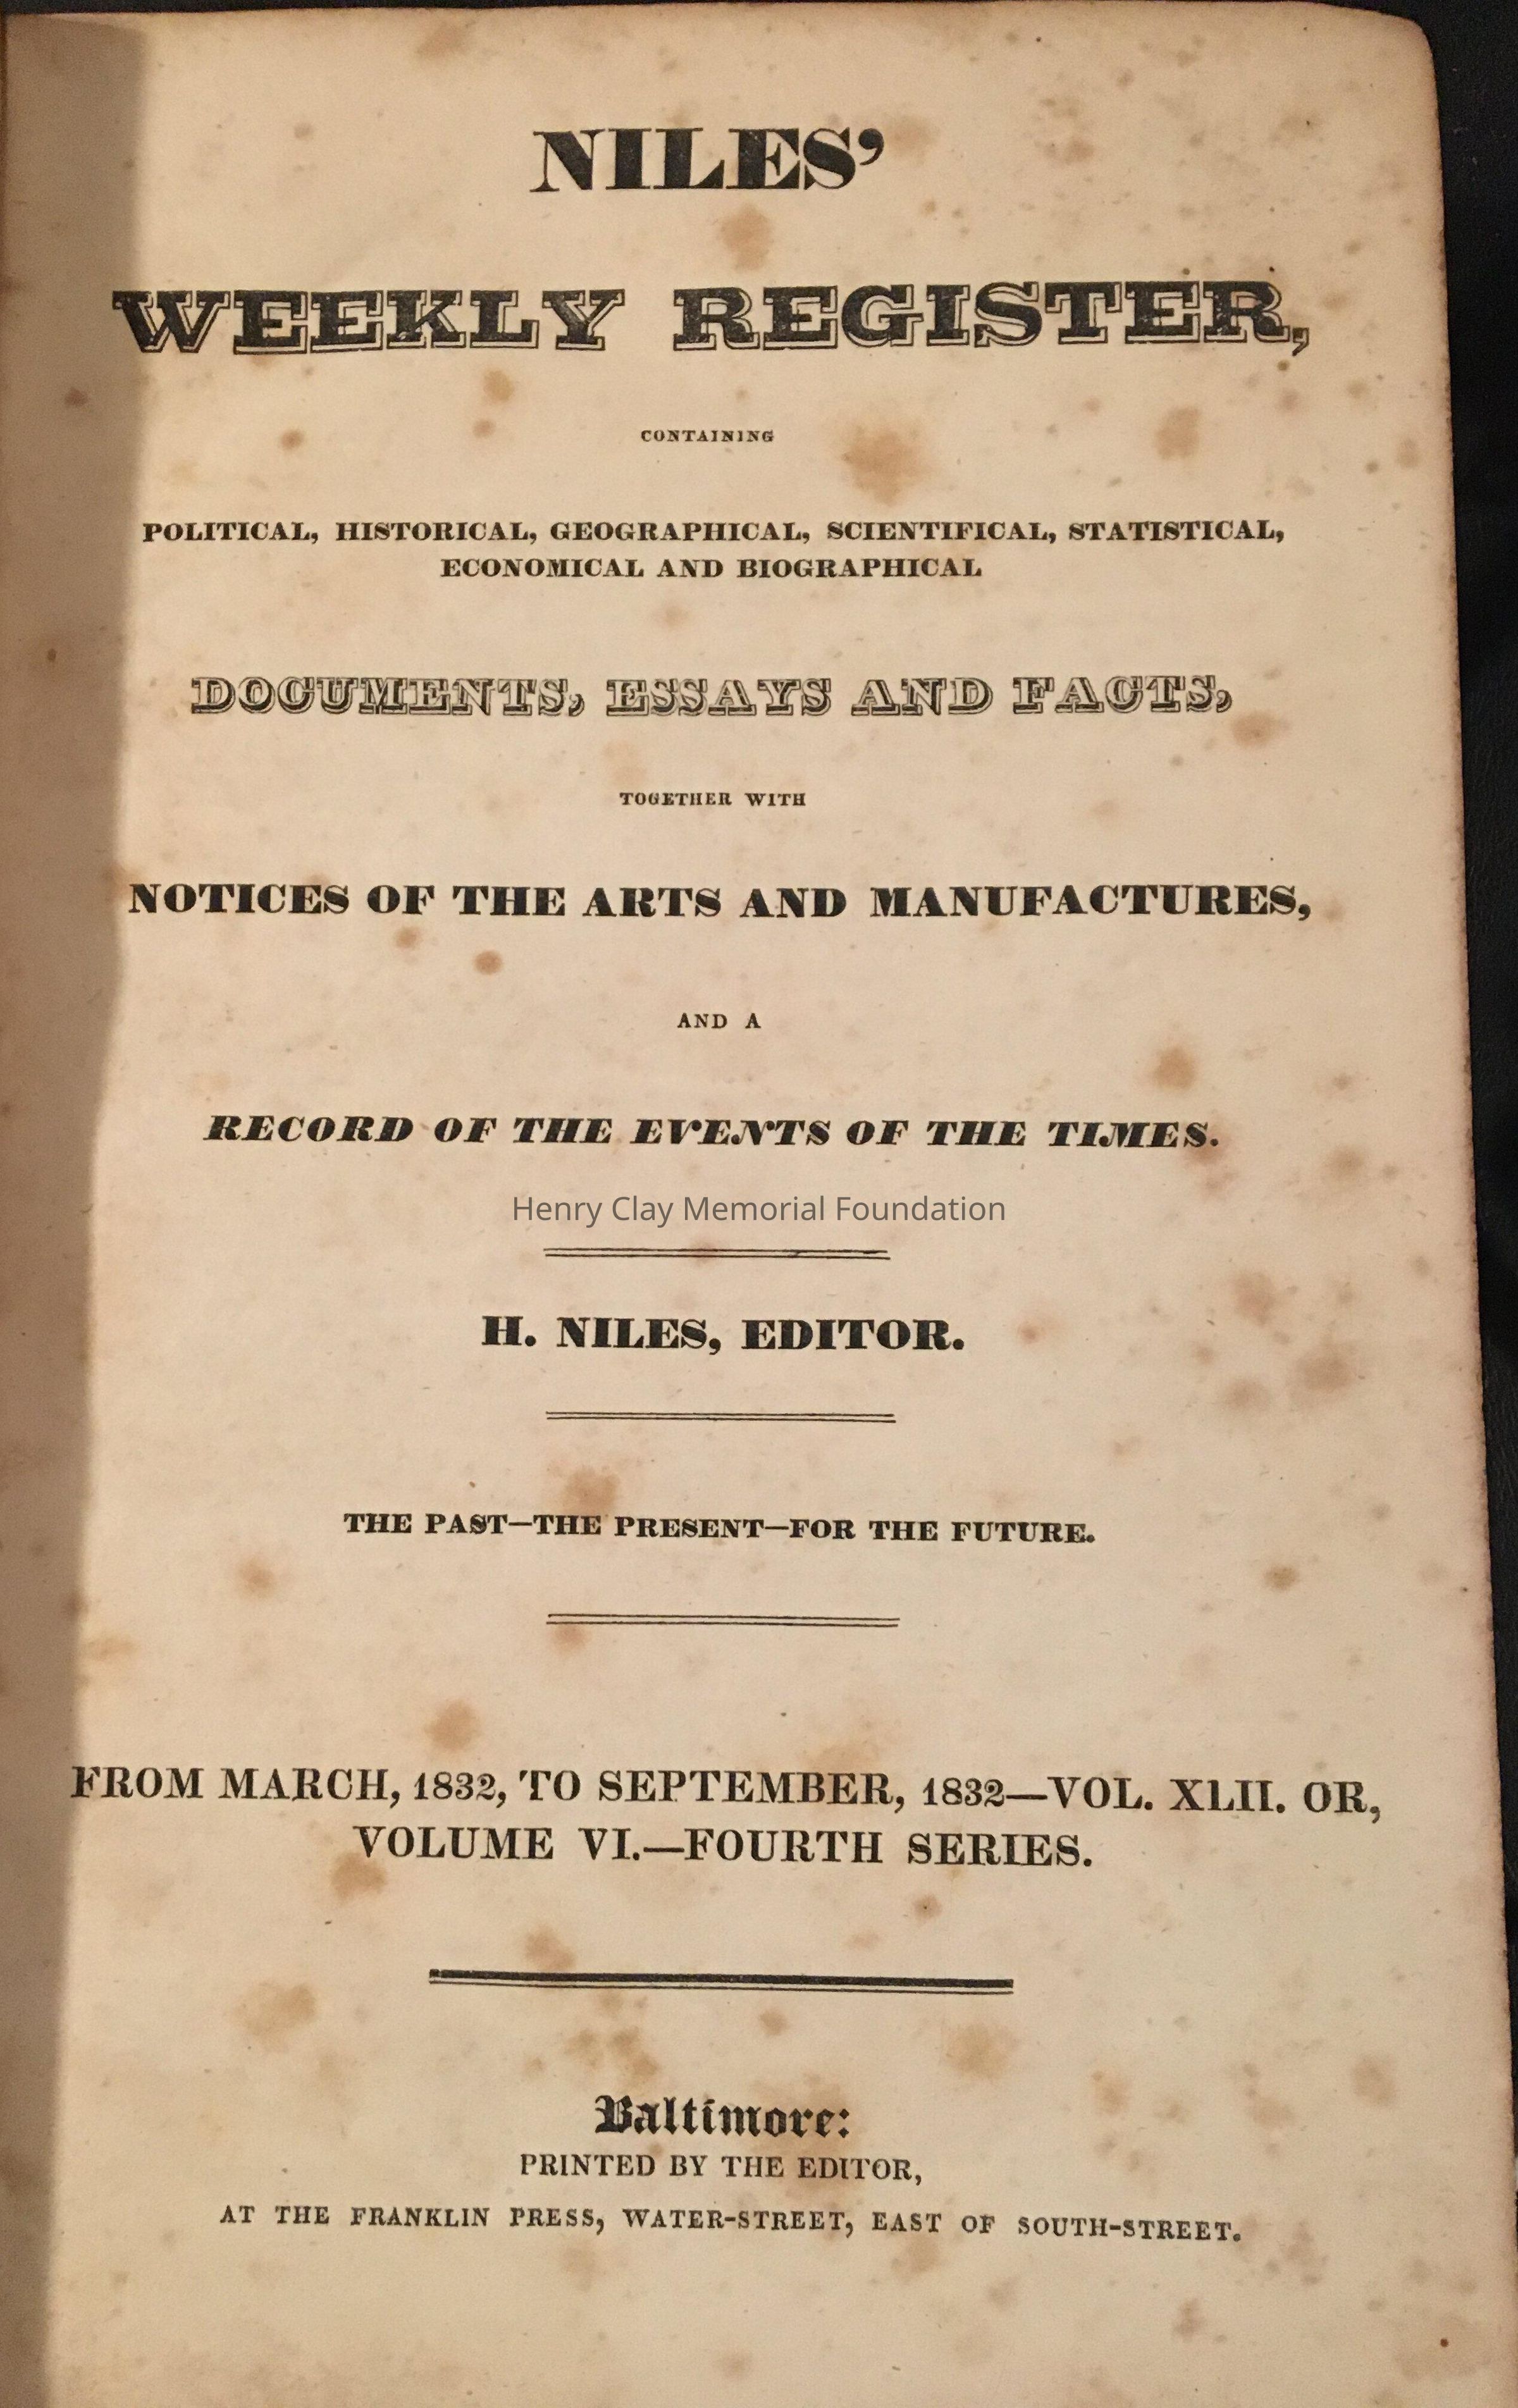 NILES’
WEEKLY REGISTER,
CONTAINING
POLITICAL, HISTORICAL, GEOGRAPHICAL, SCIENTIFICAL, STATISTICAL,
ECONOMICAL AND BIOGRAPHICAL
DOCUMENTS, ESSAYS AND FACTS,
TOGETHER WITH
NOTICES OF THE ARTS AND MANUFACTURES,
AND A
RECORD OF THE EVENTS OF THE TIMES.
Henry Clay Memorial Foundation
H. NILES, EDITOR.
THE PAST—THE PRESENT—FOR THE FUTURE.
FROM MARCH, 1832, TO SEPTEMBER, 1832—VOL. XLII. OR,
VOLUME VI.—FOURTH SERIES.
Baltimore:
PRINTED BY THE EDITOR,
AT THE FRANKLIN PRESS, WATER-STREET, EAST OF SOUTH-STREET.